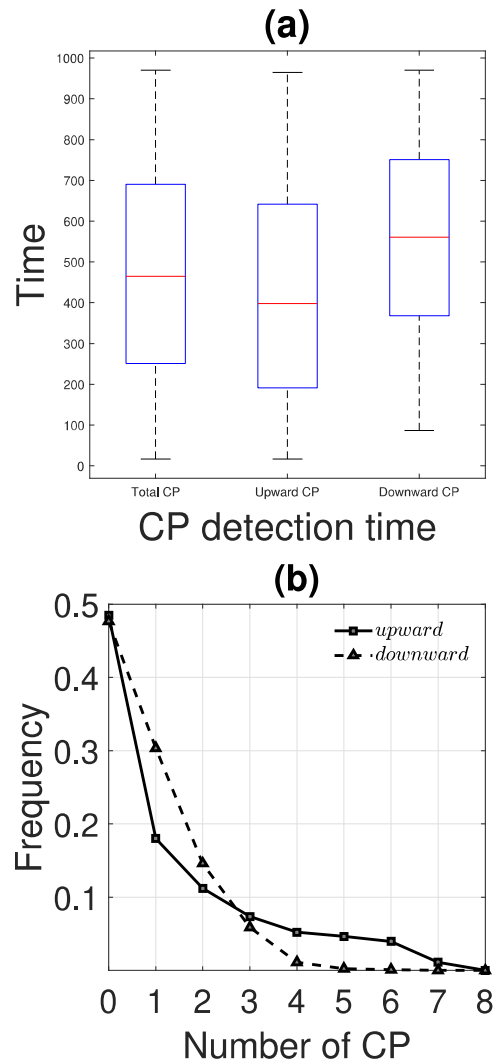 (a)
Time
1000
900
800
700
600
500
400
300
200
100
0
Total CP Upward CP Downward CP
CP detection time
(b)
Frequency
0.5
0.4
0.3
0.2
0.1
upward
downward
0 1 2 3 4 5 6 7 8
Number of CP